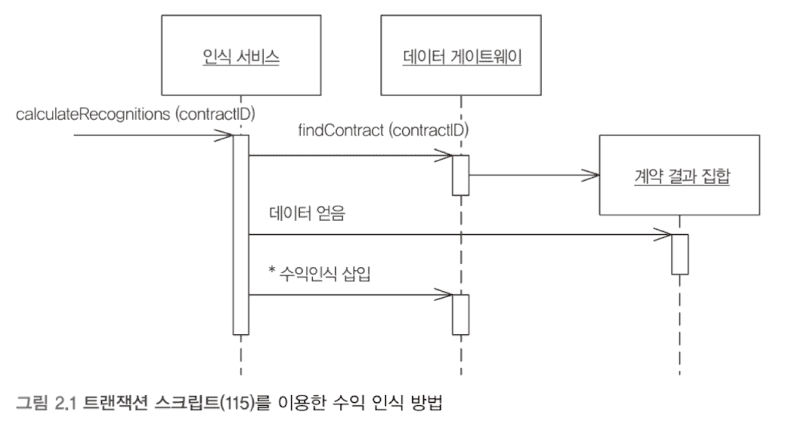 인식 서비스
데이터 게이트웨이
calculateRecognitions (contractID)
findContract (contractID)
계약 결과 집합
데이터 얻음
* 수익인식 삽입
그림 2.1 트랜잭션 스크립트(115)를 이용한 수익 인식 방법